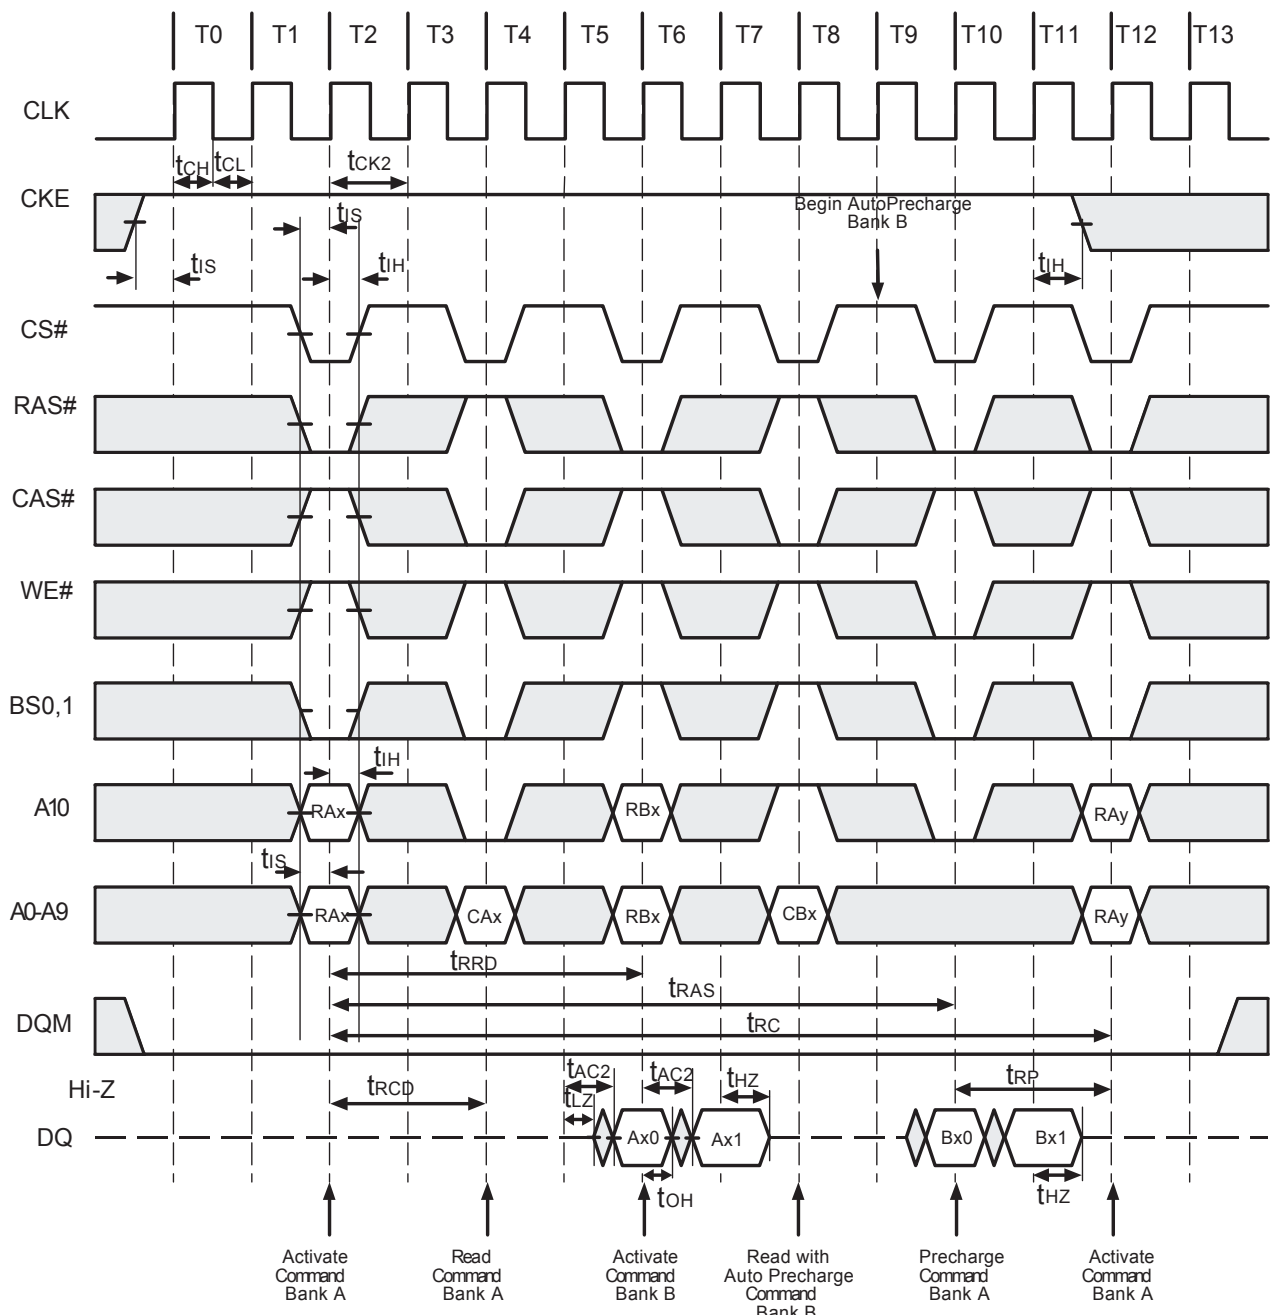 T0 T1 T2 T3 T4 T5 T6 T7 T8 T9 T10 T11 T12 T13
CLK
tCH tCL tCK2
CKE
tIS
Begin AutoPrecharge
Bank B
tIS tIH tIH
CS#
RAS#
CAS#
WE#
BS0,1
tIH
A10 RAx RBx RAy
tIS
A0-A9 RAx CAx RBx CBx RAy
tRRD
tRAS
DQM tRC
Hi-Z tRCD tAC2 tAC2 tHZ tRP
tLZ
DQ Ax0 Ax1 Bx0 Bx1
tOH tHZ
Activate
Command
Bank A
Read
Command
Bank A
Activate
Command
Bank B
Read with
Auto Precharge
Command
Bank B
Precharge
Command
Bank A
Activate
Command
Bank A